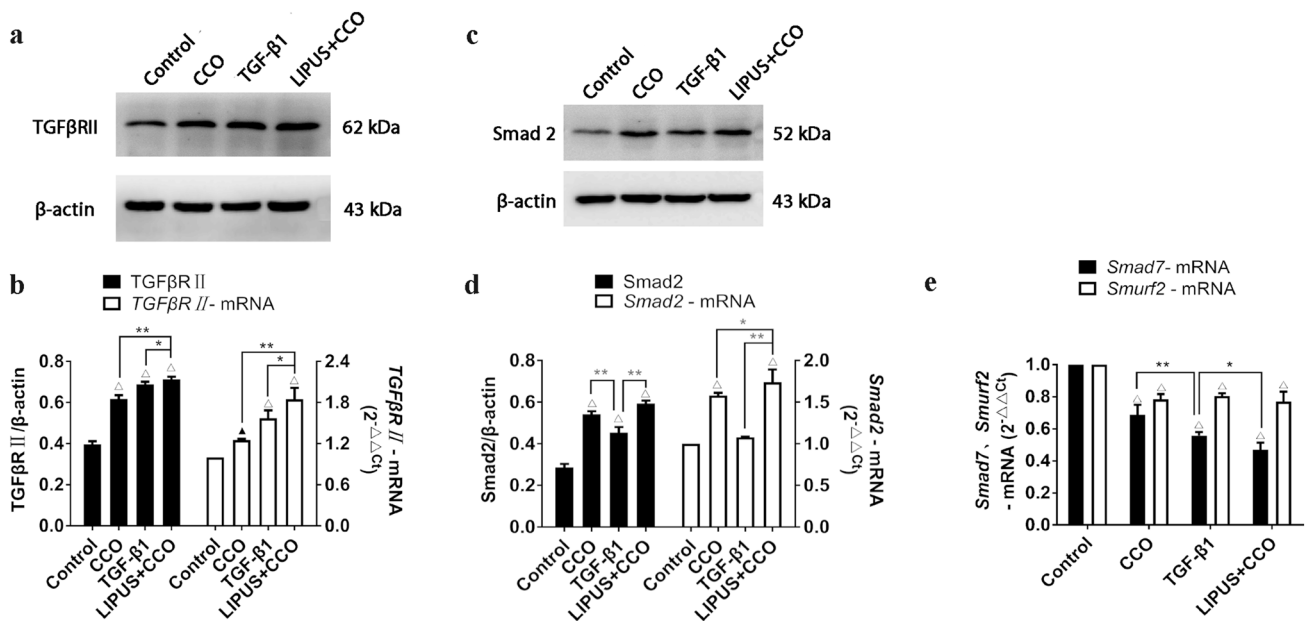 a
Control
CCO
TGF-β1
LIPUS+CCO
TGFβRII
62 kDa
β-actin
43 kDa
c
Control
CCO
TGF-β1
LIPUS+CCO
Smad 2
52 kDa
β-actin
43 kDa
b
TGFβRⅡ
TGFβRⅡ- mRNA
TGFβRⅡ/β-actin
0.8
0.6
0.4
0.2
0.0
△
△
△
**
*
▲
△
△
**
*
2.4
1.8
1.2
0.6
0.0
TGFβRⅡ - mRNA
(2-△△Ct)
Control
CCO
TGF-β1
LIPUS+CCO
Control
CCO
TGF-β1
LIPUS+CCO
d
Smad2
Smad2 - mRNA
Smad2/β-actin
0.8
0.6
0.4
0.2
0.0
△
△
△
**
**
△
△
*
**
2.0
1.5
1.0
0.5
0.0
Smad2 - mRNA
(2-△△Ct)
Control
CCO
TGF-β1
LIPUS+CCO
Control
CCO
TGF-β1
LIPUS+CCO
e
Smad7- mRNA
Smurf2 - mRNA
Smad7、Smurf2
- mRNA (2-△△Ct)
1.0
0.8
0.6
0.4
0.2
0.0
**
*
△
△
△
△
△
△
Control
CCO
TGF-β1
LIPUS+CCO